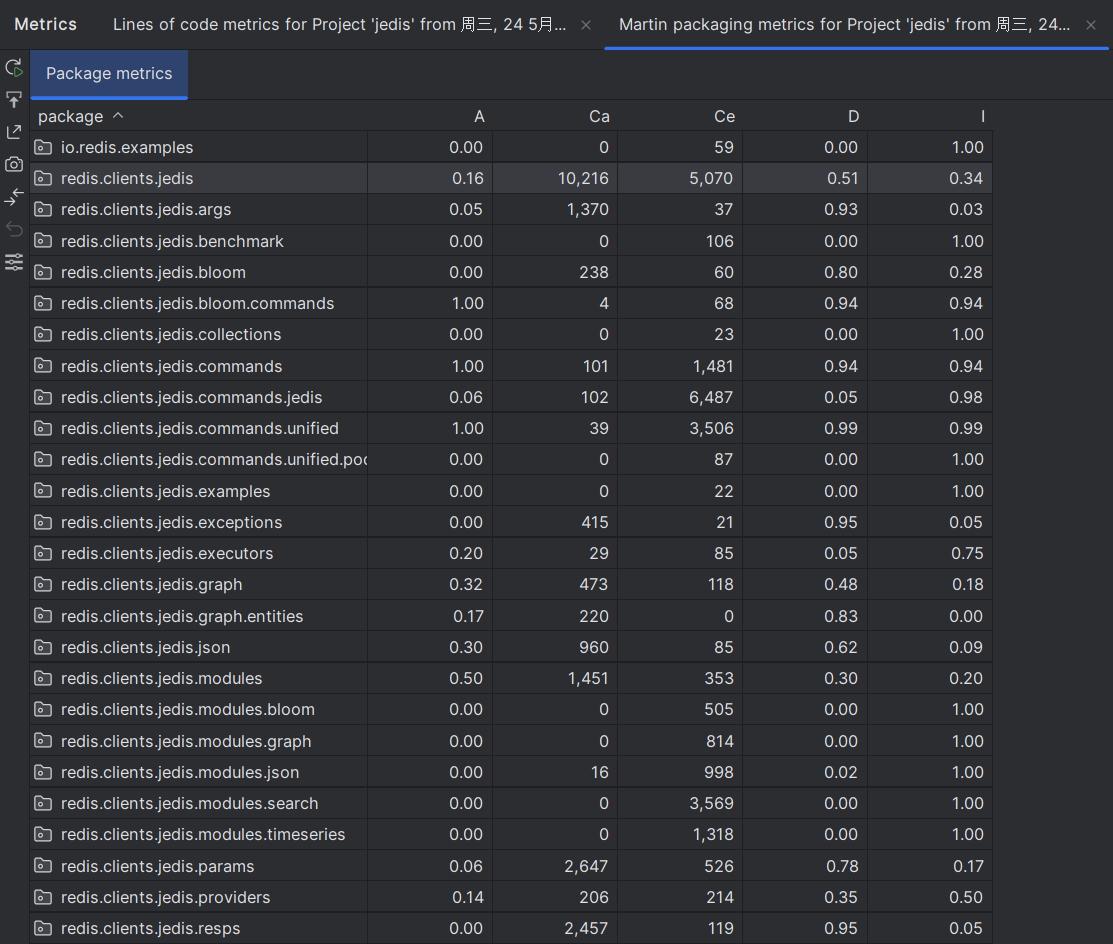 Metrics Lines of code metrics for Project 'jedis' from 周三, 24 5月... Martin packaging metrics for Project 'jedis' from 周三, 24...
Package metrics
package A Ca Ce D I
io.redis.examples 0.00 0 59 0.00 1.00
redis.clients.jedis 0.16 10,216 5,070 0.51 0.34
redis.clients.jedis.args 0.05 1,370 37 0.93 0.03
redis.clients.jedis.benchmark 0.00 0 106 0.00 1.00
redis.clients.jedis.bloom 0.00 238 60 0.80 0.28
redis.clients.jedis.bloom.commands 1.00 4 68 0.94 0.94
redis.clients.jedis.collections 0.00 0 23 0.00 1.00
redis.clients.jedis.commands 1.00 101 1,481 0.94 0.94
redis.clients.jedis.commands.jedis 0.06 102 6,487 0.05 0.98
redis.clients.jedis.commands.unified 1.00 39 3,506 0.99 0.99
redis.clients.jedis.commands.unified.poo 0.00 0 87 0.00 1.00
redis.clients.jedis.examples 0.00 0 22 0.00 1.00
redis.clients.jedis.exceptions 0.00 415 21 0.95 0.05
redis.clients.jedis.executors 0.20 29 85 0.05 0.75
redis.clients.jedis.graph 0.32 473 118 0.48 0.18
redis.clients.jedis.graph.entities 0.17 220 0 0.83 0.00
redis.clients.jedis.json 0.30 960 85 0.62 0.09
redis.clients.jedis.modules 0.50 1,451 353 0.30 0.20
redis.clients.jedis.modules.bloom 0.00 0 505 0.00 1.00
redis.clients.jedis.modules.graph 0.00 0 814 0.00 1.00
redis.clients.jedis.modules.json 0.00 16 998 0.02 1.00
redis.clients.jedis.modules.search 0.00 0 3,569 0.00 1.00
redis.clients.jedis.modules.timeseries 0.00 0 1,318 0.00 1.00
redis.clients.jedis.params 0.06 2,647 526 0.78 0.17
redis.clients.jedis.providers 0.14 206 214 0.35 0.50
redis.clients.jedis.resps 0.00 2,457 119 0.95 0.05